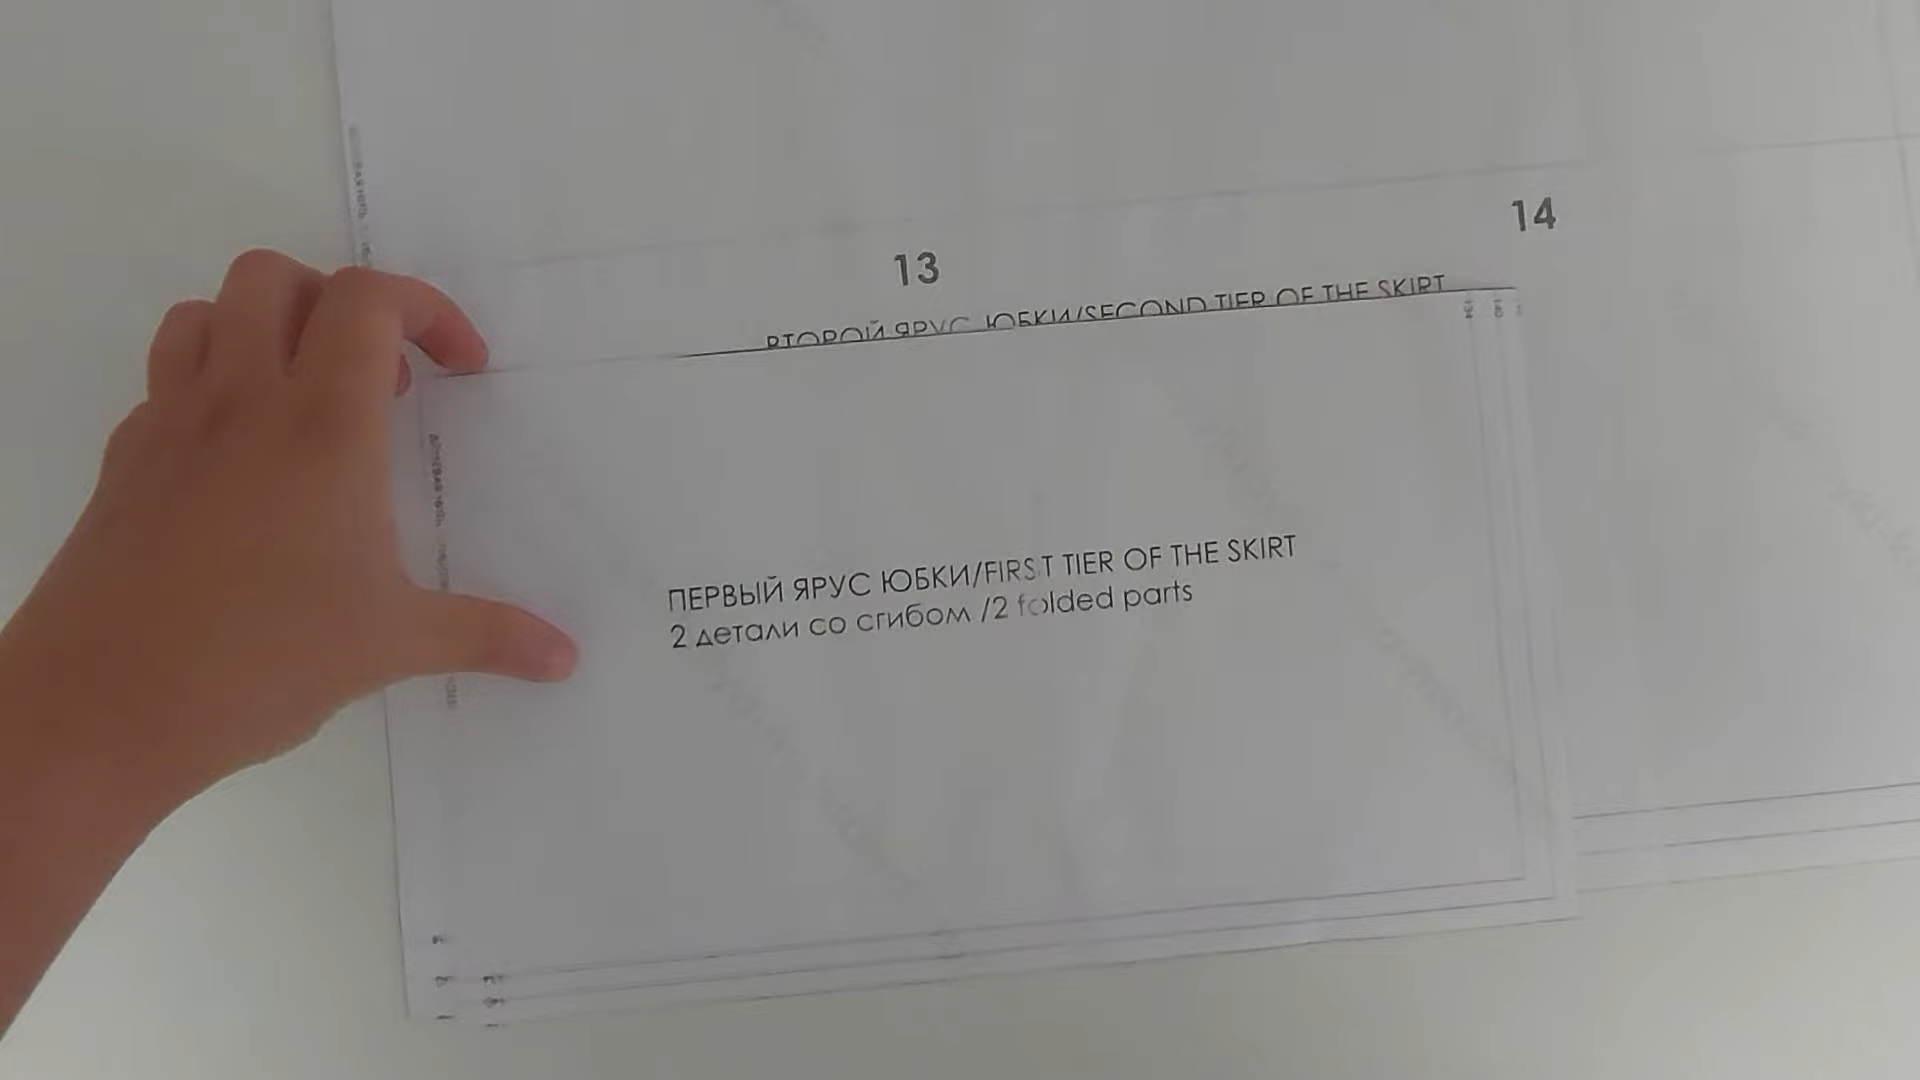 14
13
ВТОРОЙ ЯРУС ЮБКИ/SECOND TIER OF THE SKIRT
ПЕРВЫЙ ЯРУС ЮБКИ/FIRST TIER OF THE SKIRT
2 детали со сгибом /2 folded parts